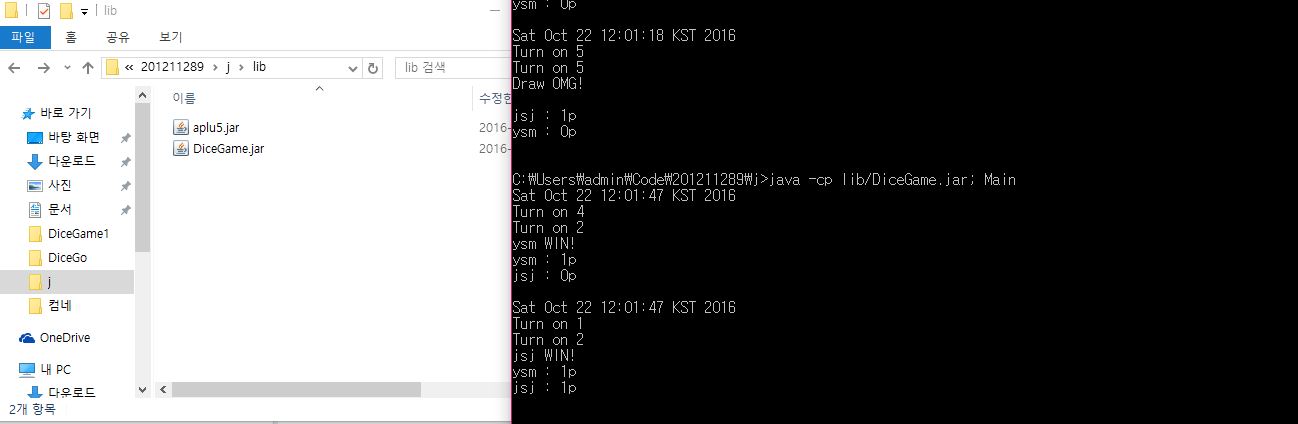 lib
파일
홈
공유
보기
« 201211289 > j > lib
lib 검색
바로 가기
바탕 화면
다운로드
사진
문서
DiceGame1
DiceGo
j
컴네
OneDrive
내 PC
다운로드
2개 항목
이름
수정한
aplu5.jar
2016-
DiceGame.jar
2016-
ysm : 0p
Sat Oct 22 12:01:18 KST 2016
Turn on 5
Turn on 5
Draw OMG!
jsj : 1p
ysm : 0p
C:\Users\admin\Code\201211289\j>java -cp lib/DiceGame.jar; Main
Sat Oct 22 12:01:47 KST 2016
Turn on 4
Turn on 2
ysm WIN!
ysm : 1p
jsj : 0p
Sat Oct 22 12:01:47 KST 2016
Turn on 1
Turn on 2
jsj WIN!
ysm : 1p
jsj : 1p